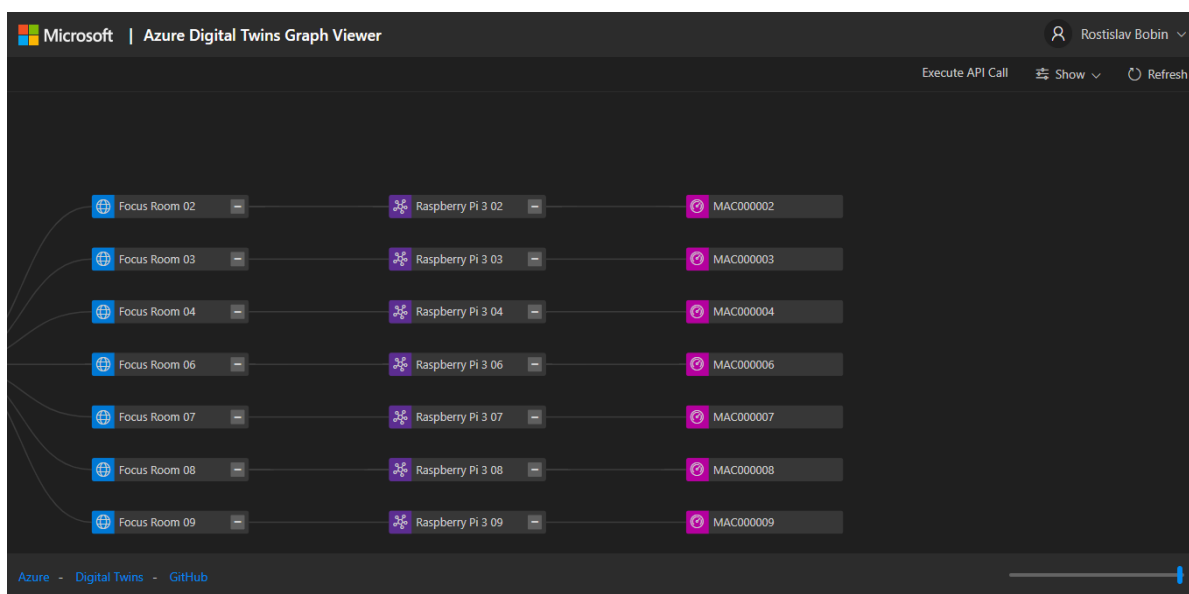 Microsoft | Azure Digital Twins Graph Viewer Rostislav Bobin
Execute API Call Show Refresh
Focus Room 02 Raspberry Pi 3 02 MAC000002
Focus Room 03 Raspberry Pi 3 03 MAC000003
Focus Room 04 Raspberry Pi 3 04 MAC000004
Focus Room 06 Raspberry Pi 3 06 MAC000006
Focus Room 07 Raspberry Pi 3 07 MAC000007
Focus Room 08 Raspberry Pi 3 08 MAC000008
Focus Room 09 Raspberry Pi 3 09 MAC000009
Azure - Digital Twins - GitHub